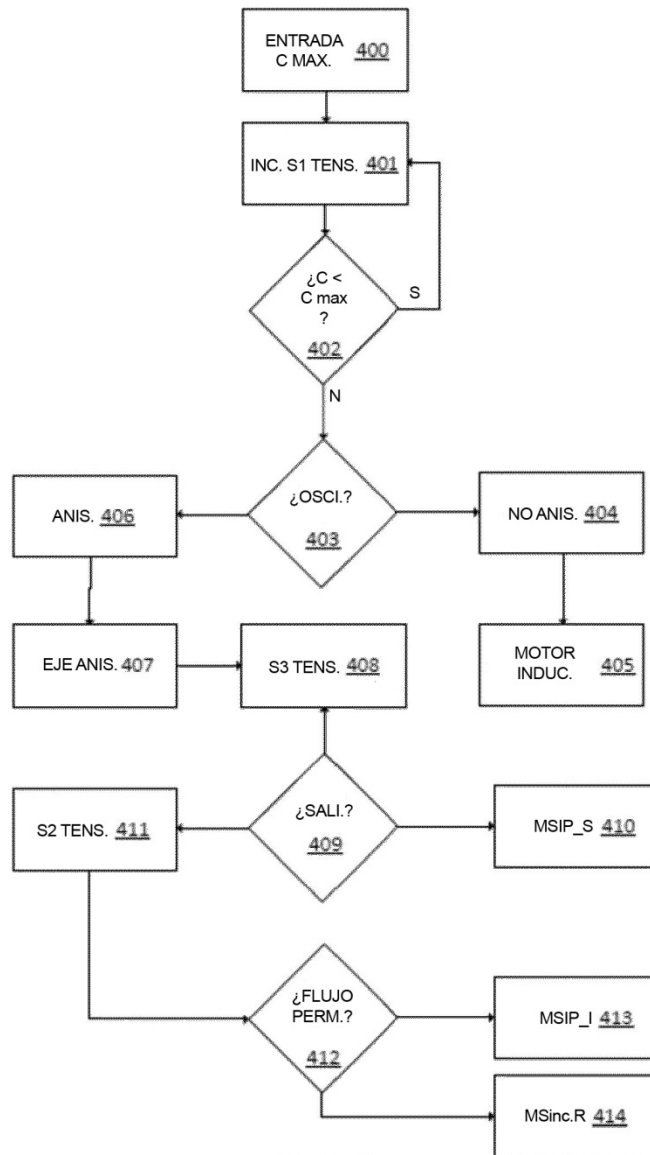 ENTRADA
C MAX. 400
INC. S1 TENS. 401
¿C <
C max
?
402
S
N
¿OSCI.?
403
ANIS. 406
NO ANIS. 404
EJE ANIS. 407
S3 TENS. 408
MOTOR
INDUC. 405
S2 TENS. 411
¿SALI.?
409
MSIP_S 410
¿FLUJO
PERM.?
412
MSIP_I 413
MSinc.R 414